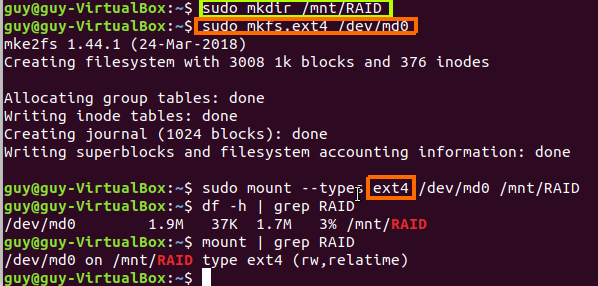 guy@guy-VirtualBox:~$ sudo mkdir /mnt/RAID
guy@guy-VirtualBox:~$ sudo mkfs.ext4 /dev/md0
mke2fs 1.44.1 (24-Mar-2018)
Creating filesystem with 3008 1k blocks and 376 inodes
Allocating group tables: done
Writing inode tables: done
Creating journal (1024 blocks): done
Writing superblocks and filesystem accounting information: done
guy@guy-VirtualBox:~$ sudo mount --types ext4 /dev/md0 /mnt/RAID
guy@guy-VirtualBox:~$ df -h | grep RAID
/dev/md0 1.9M 37K 1.7M 3% /mnt/RAID
guy@guy-VirtualBox:~$ mount | grep RAID
/dev/md0 on /mnt/RAID type ext4 (rw,relatime)
guy@guy-VirtualBox:~$